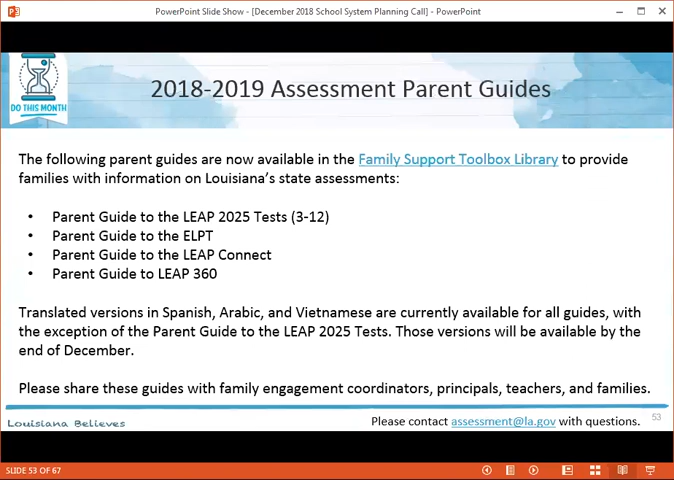 PowerPoint Slide Show - [December 2018 School System Planning Call] - PowerPoint
DO THIS MONTH
2018-2019 Assessment Parent Guides
The following parent guides are now available in the Family Support Toolbox Library to provide
families with information on Louisiana's state assessments:
• Parent Guide to the LEAP 2025 Tests (3-12)
• Parent Guide to the ELPT
• Parent Guide to the LEAP Connect
• Parent Guide to LEAP 360
Translated versions in Spanish, Arabic, and Vietnamese are currently available for all guides, with
the exception of the Parent Guide to the LEAP 2025 Tests. Those versions will be available by the
end of December.
Please share these guides with family engagement coordinators, principals, teachers, and families.
Louisiana Believes
Please contact assessment@la.gov with questions.
53
SLIDE 53 OF 67